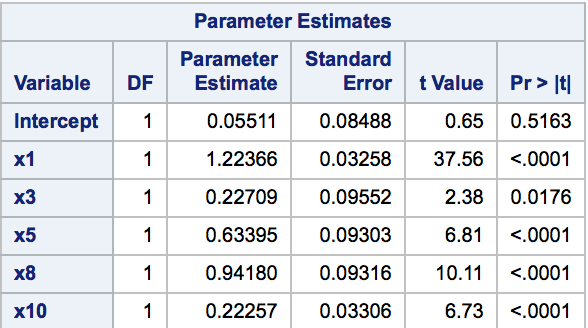 Parameter Estimates
Variable DF Parameter Estimate Standard Error t Value Pr > |t|
Intercept 1 0.05511 0.08488 0.65 0.5163
x1 1 1.22366 0.03258 37.56 <.0001
x3 1 0.22709 0.09552 2.38 0.0176
x5 1 0.63395 0.09303 6.81 <.0001
x8 1 0.94180 0.09316 10.11 <.0001
x10 1 0.22257 0.03306 6.73 <.0001